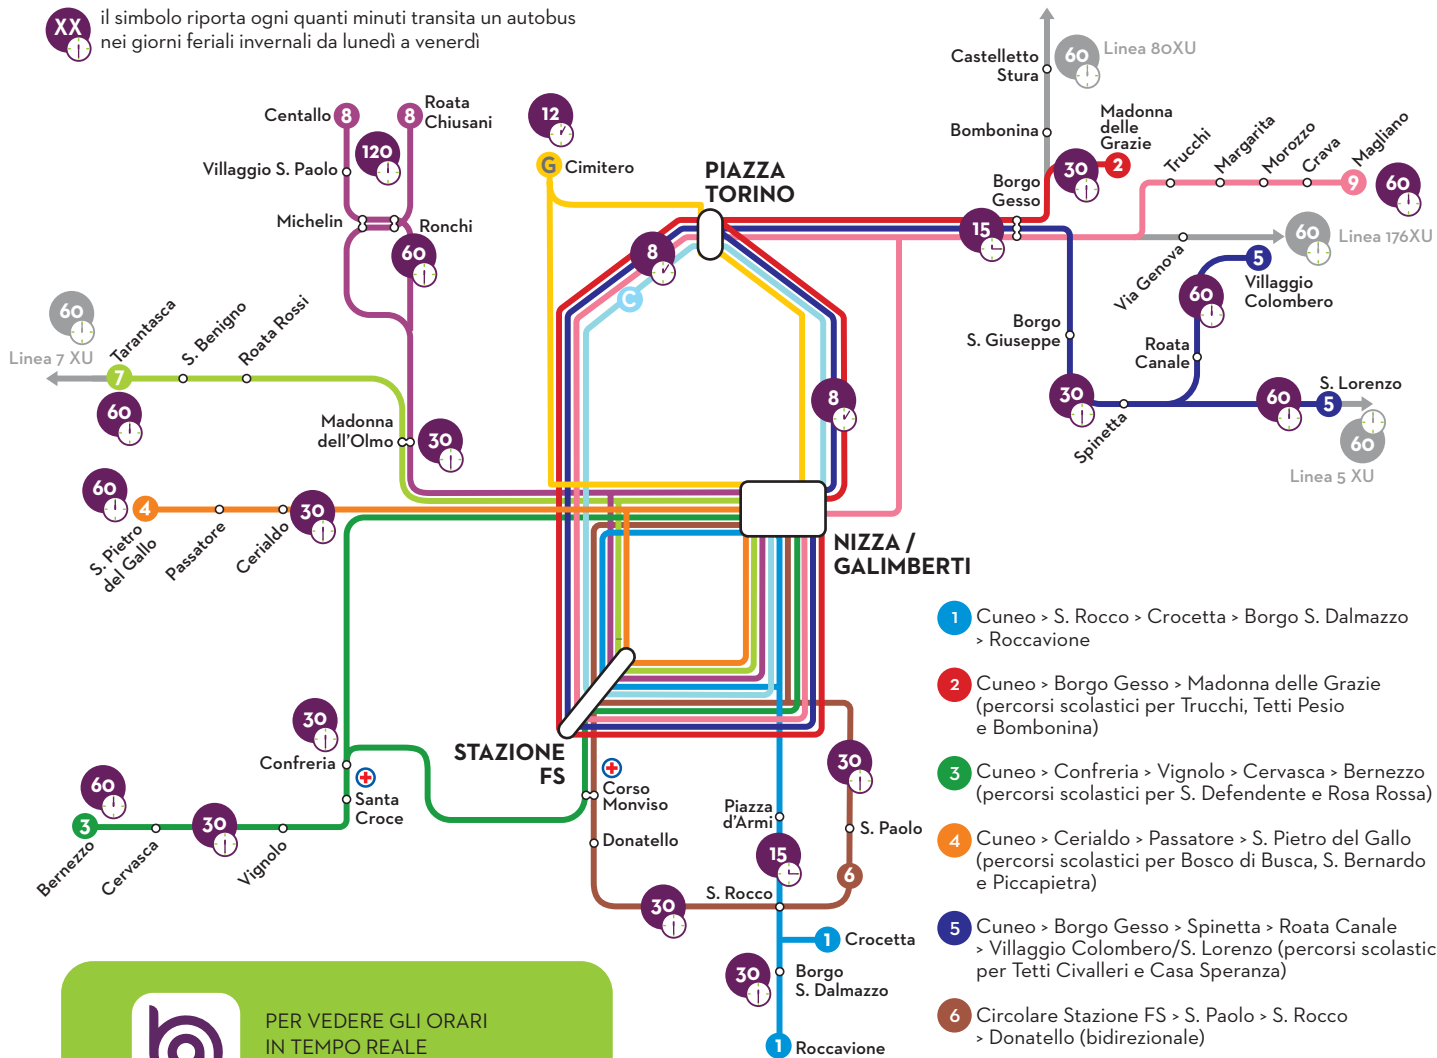 XX
il simbolo riporta ogni quanti minuti transita un autobus
nei giorni feriali invernali da lunedì a venerdì
Centallo
8
8
Roata
Chiusani
120
Villaggio S. Paolo
Michelin
Ronchi
60
12
G
Cimitero
PIAZZA
TORINO
8
C
8
Castelletto
Stura
60
Linea 80XU
Bombonina
Madonna
delle
Grazie
30
2
Borgo
Gesso
15
Trucchi
Margarita
Morozzo
Crava
Magliano
9
60
60
Linea 176XU
Via Genova
5
Villaggio
Colombero
60
Borgo
S. Giuseppe
Roata
Canale
30
Spinetta
60
S. Lorenzo
5
60
Linea 5 XU
60
Linea 7 XU
Tarantasca
S. Benigno
Roata Rossi
7
60
Madonna
dell'Olmo
30
60
4
S. Pietro
del Gallo
Passatore
Cerialdo
30
NIZZA /
GALIMBERTI
STAZIONE
FS
30
Confreria
Santa
Croce
60
3
Bernezzo
Cervasca
30
Vignolo
Corso
Monviso
Donatello
Piazza
d'Armi
30
S. Paolo
15
6
S. Rocco
30
1
Crocetta
30
Borgo
S. Dalmazzo
1
Roccavione
1
Cuneo > S. Rocco > Crocetta > Borgo S. Dalmazzo
> Roccavione
2
Cuneo > Borgo Gesso > Madonna delle Grazie
(percorsi scolastici per Trucchi, Tetti Pesio
e Bombonina)
3
Cuneo > Confreria > Vignolo > Cervasca > Bernezzo
(percorsi scolastici per S. Defendente e Rosa Rossa)
4
Cuneo > Cerialdo > Passatore > S. Pietro del Gallo
(percorsi scolastici per Bosco di Busca, S. Bernardo
e Piccapietra)
5
Cuneo > Borgo Gesso > Spinetta > Roata Canale
> Villaggio Colombero/S. Lorenzo (percorsi scolastic
per Tetti Civalleri e Casa Speranza)
6
Circolare Stazione FS > S. Paolo > S. Rocco
> Donatello (bidirezionale)
PER VEDERE GLI ORARI
IN TEMPO REALE